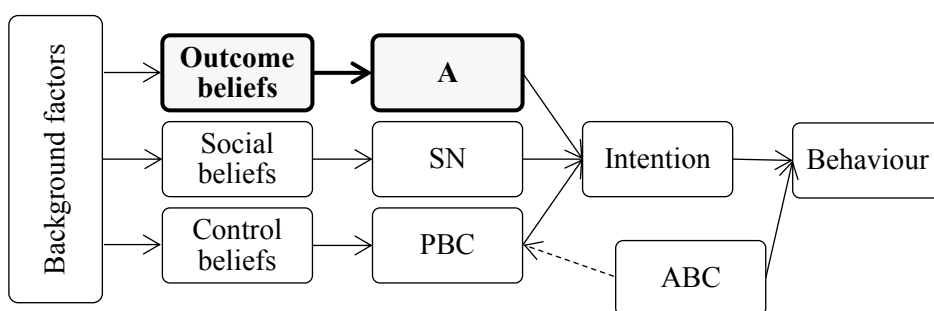 Background factors
Outcome
beliefs
A
Social
beliefs
SN
Intention
Behaviour
Control
beliefs
PBC
ABC